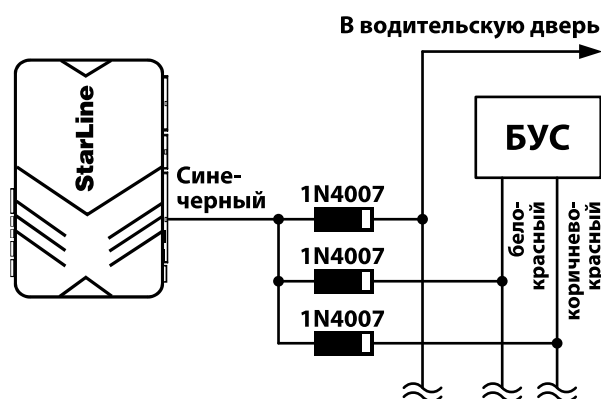 В водительскую дверь
StarLine
БУС
Сине-
черный
1N4007
1N4007
1N4007
бело-
красный
коричнево-
красный